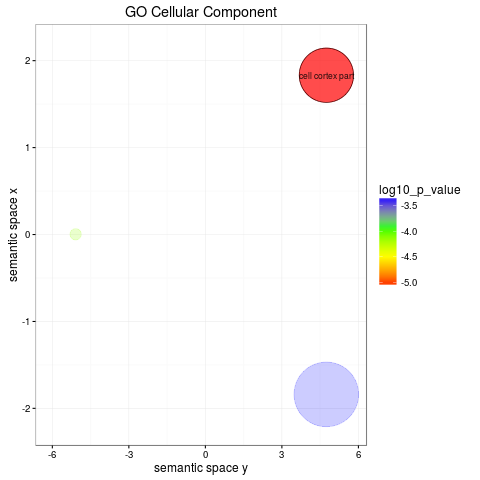 GO Cellular Component
2
1
0
-1
-2
semantic space x
cell cortex part
-6
-3
0
3
6
semantic space y
log10_p_value
-3.5
-4.0
-4.5
-5.0